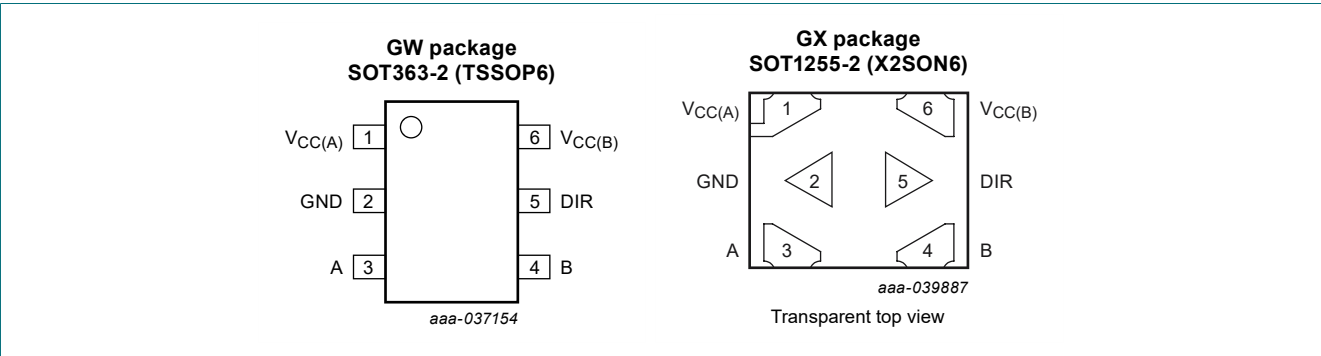 GW package
SOT363-2 (TSSOP6)
VCC(A) 1
6 VCC(B)
GND 2
5 DIR
A 3
4 B
aaa-037154
GX package
SOT1255-2 (X2SON6)
VCC(A) 1
6 VCC(B)
GND 2
5 DIR
A 3
4 B
aaa-039887
Transparent top view